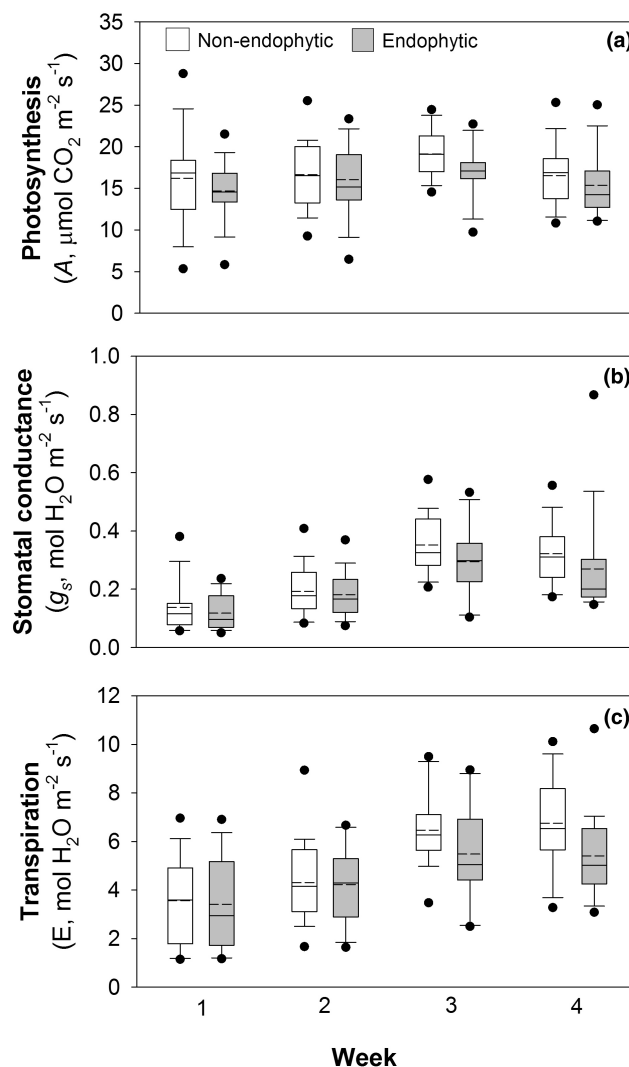 Non-endophytic Endophytic (a)
Photosynthesis
(A, μmol CO₂ m⁻² s⁻¹)
35
30
25
20
15
10
5
0
(b)
Stomatal conductance
(gₛ, mol H₂O m⁻² s⁻¹)
1.0
0.8
0.6
0.4
0.2
0.0
(c)
Transpiration
(E, mol H₂O m⁻² s⁻¹)
12
10
8
6
4
2
0
1 2 3 4
Week